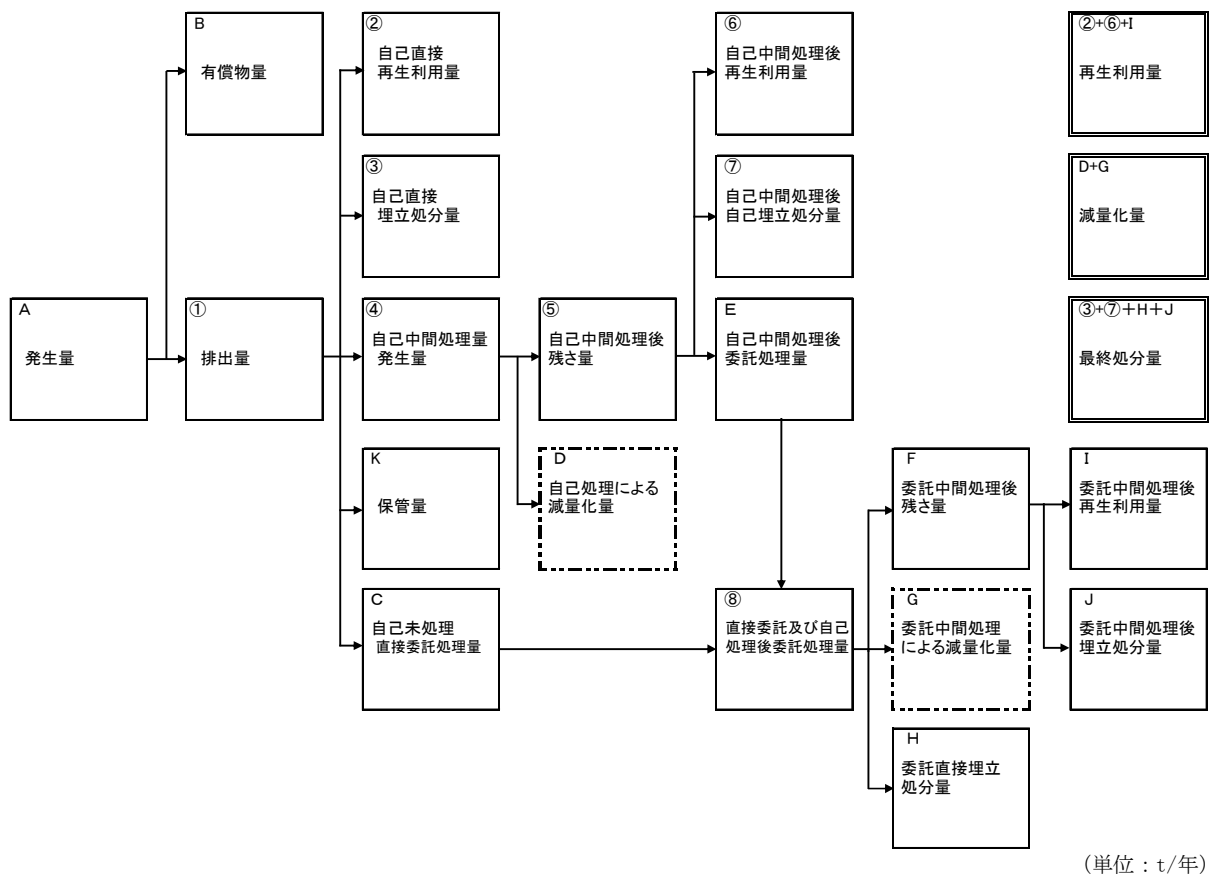 B
有償物量
②
自己直接
再生利用量
⑥
自己中間処理後
再生利用量
②+⑥+I
再生利用量
③
自己直接
埋立処分量
⑦
自己中間処理後
自己埋立処分量
D+G
減量化量
A
発生量
①
排出量
④
自己中間処理量
発生量
⑤
自己中間処理後
残さ量
E
自己中間処理後
委託処理量
③+⑦+H+J
最終処分量
K
保管量
D
自己処理による
減量化量
F
委託中間処理後
残さ量
I
委託中間処理後
再生利用量
C
自己未処理
直接委託処理量
⑧
直接委託及び自己
処理後委託処理量
G
委託中間処理
による減量化量
J
委託中間処理後
埋立処分量
H
委託直接埋立
処分量
（単位：t/年）